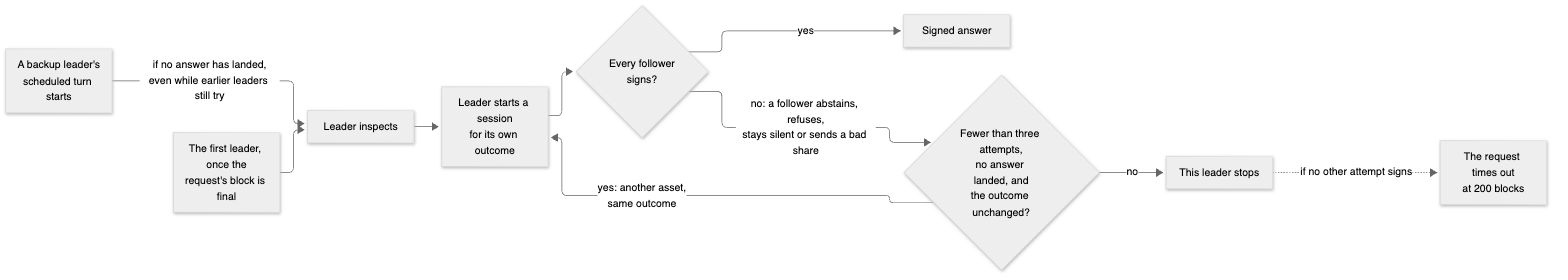 A backup leader's
scheduled turn
starts
if no answer has landed,
even while earlier leaders
still try
The first leader,
once the
request's block is
final
Leader inspects
Leader starts a
session
for its own
outcome
Every follower
signs?
yes
Signed answer
no: a follower abstains,
refuses,
stays silent or sends a bad
share
Fewer than three
attempts,
no answer
landed, and
the outcome
unchanged?
yes: another asset,
same outcome
no
This leader stops
if no other attempt signs
The request
times out
at 200 blocks